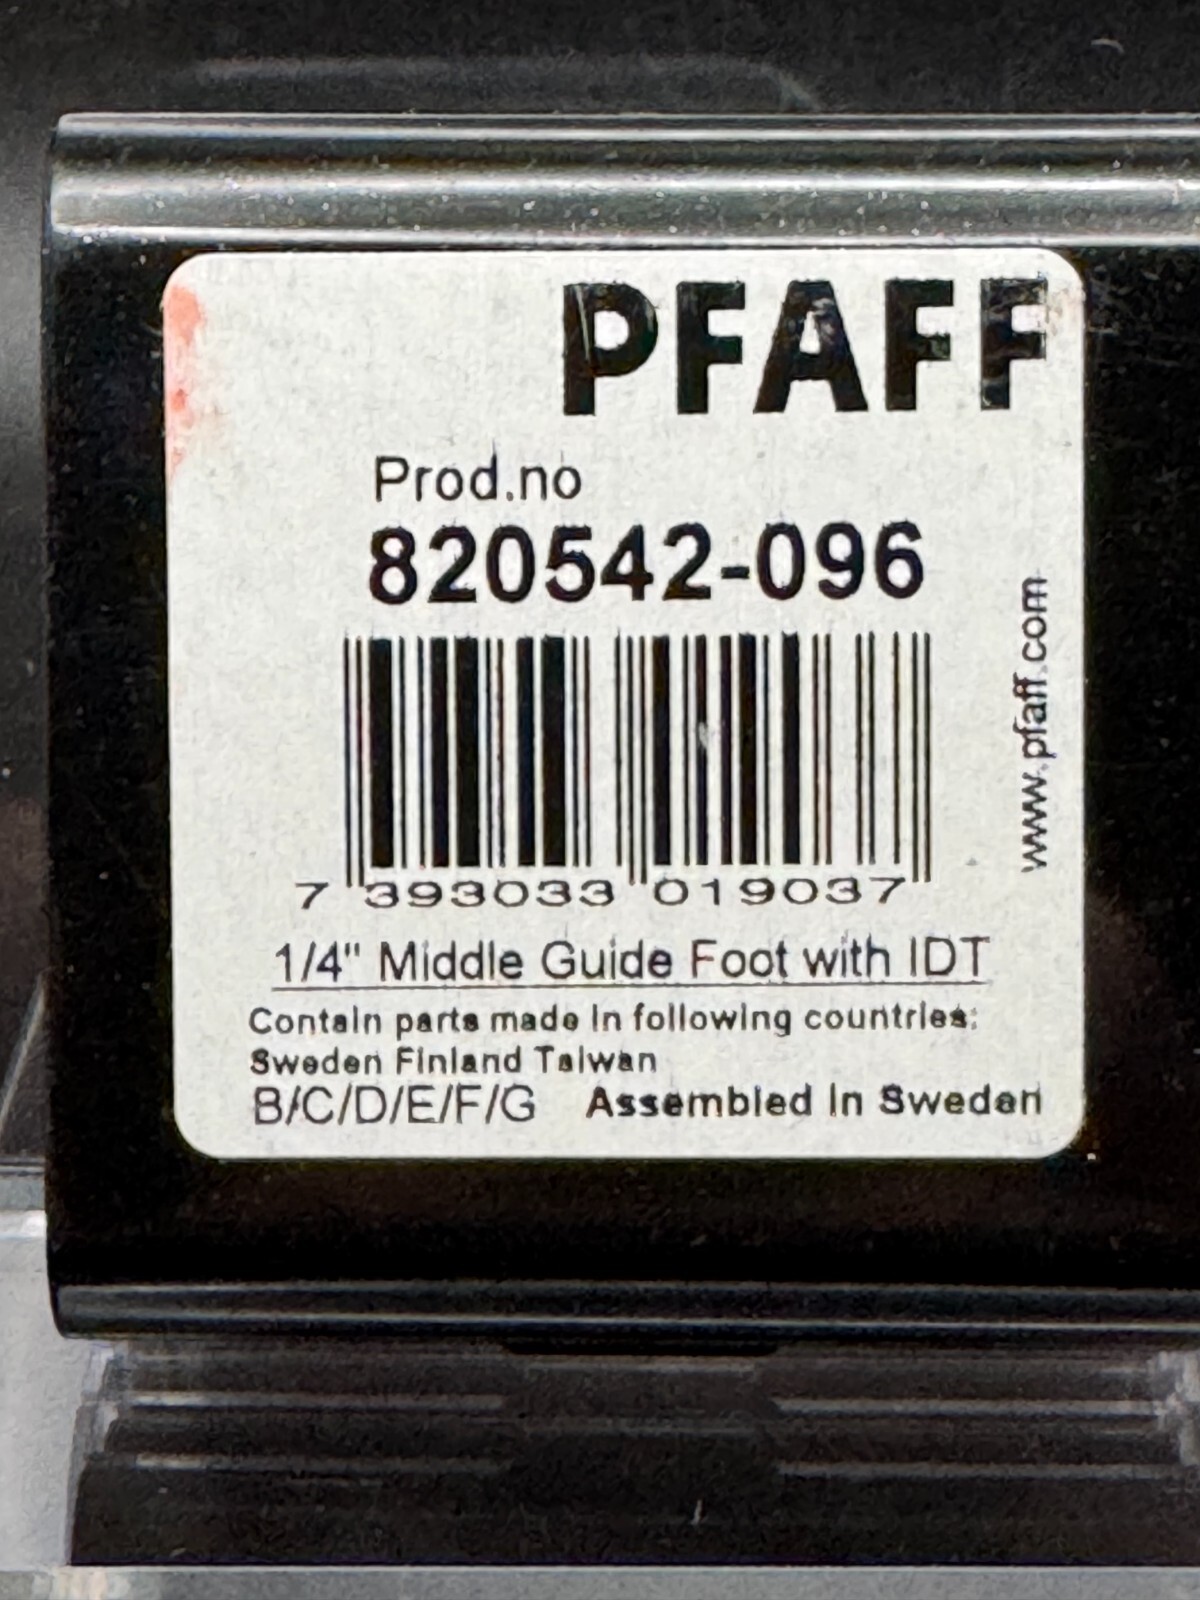 PFAFF
Prod.no
820542-096
www.pfaff.com
7 393033 019037
1/4" Middle Guide Foot with IDT
Contain parts made in following countries:
Sweden Finland Taiwan
B/C/D/E/F/G Assembled in Sweden